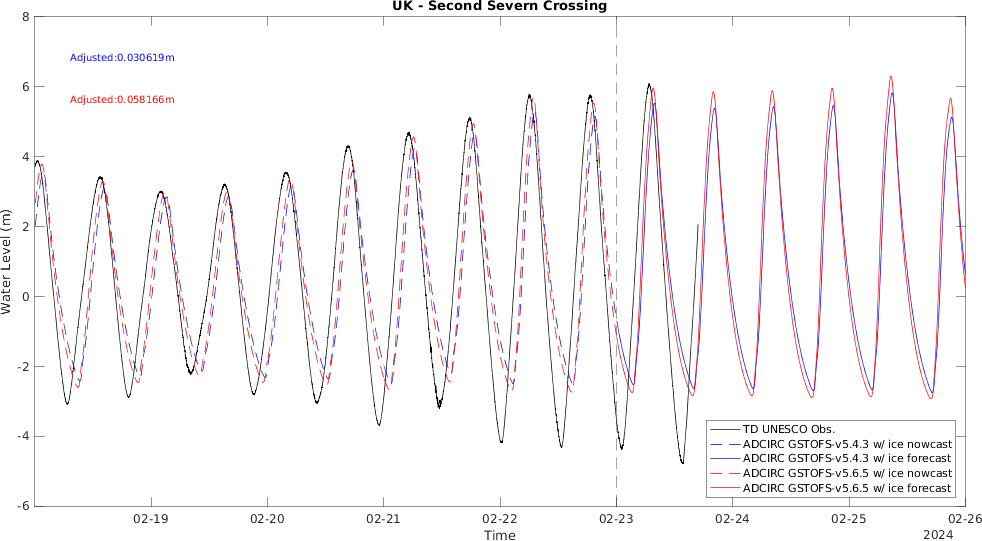 UK - Second Severn Crossing
8
Adjusted:0.030619m
6
Adjusted:0.058166m
4
2
Water Level (m)
0
-2
-4
TD UNESCO Obs.
ADCIRC GSTOFS-v5.4.3 w/ ice nowcast
ADCIRC GSTOFS-v5.4.3 w/ ice forecast
ADCIRC GSTOFS-v5.6.5 w/ ice nowcast
ADCIRC GSTOFS-v5.6.5 w/ ice forecast
-6
02-19 02-20 02-21 02-22 02-23 02-24 02-25 02-26
Time 2024